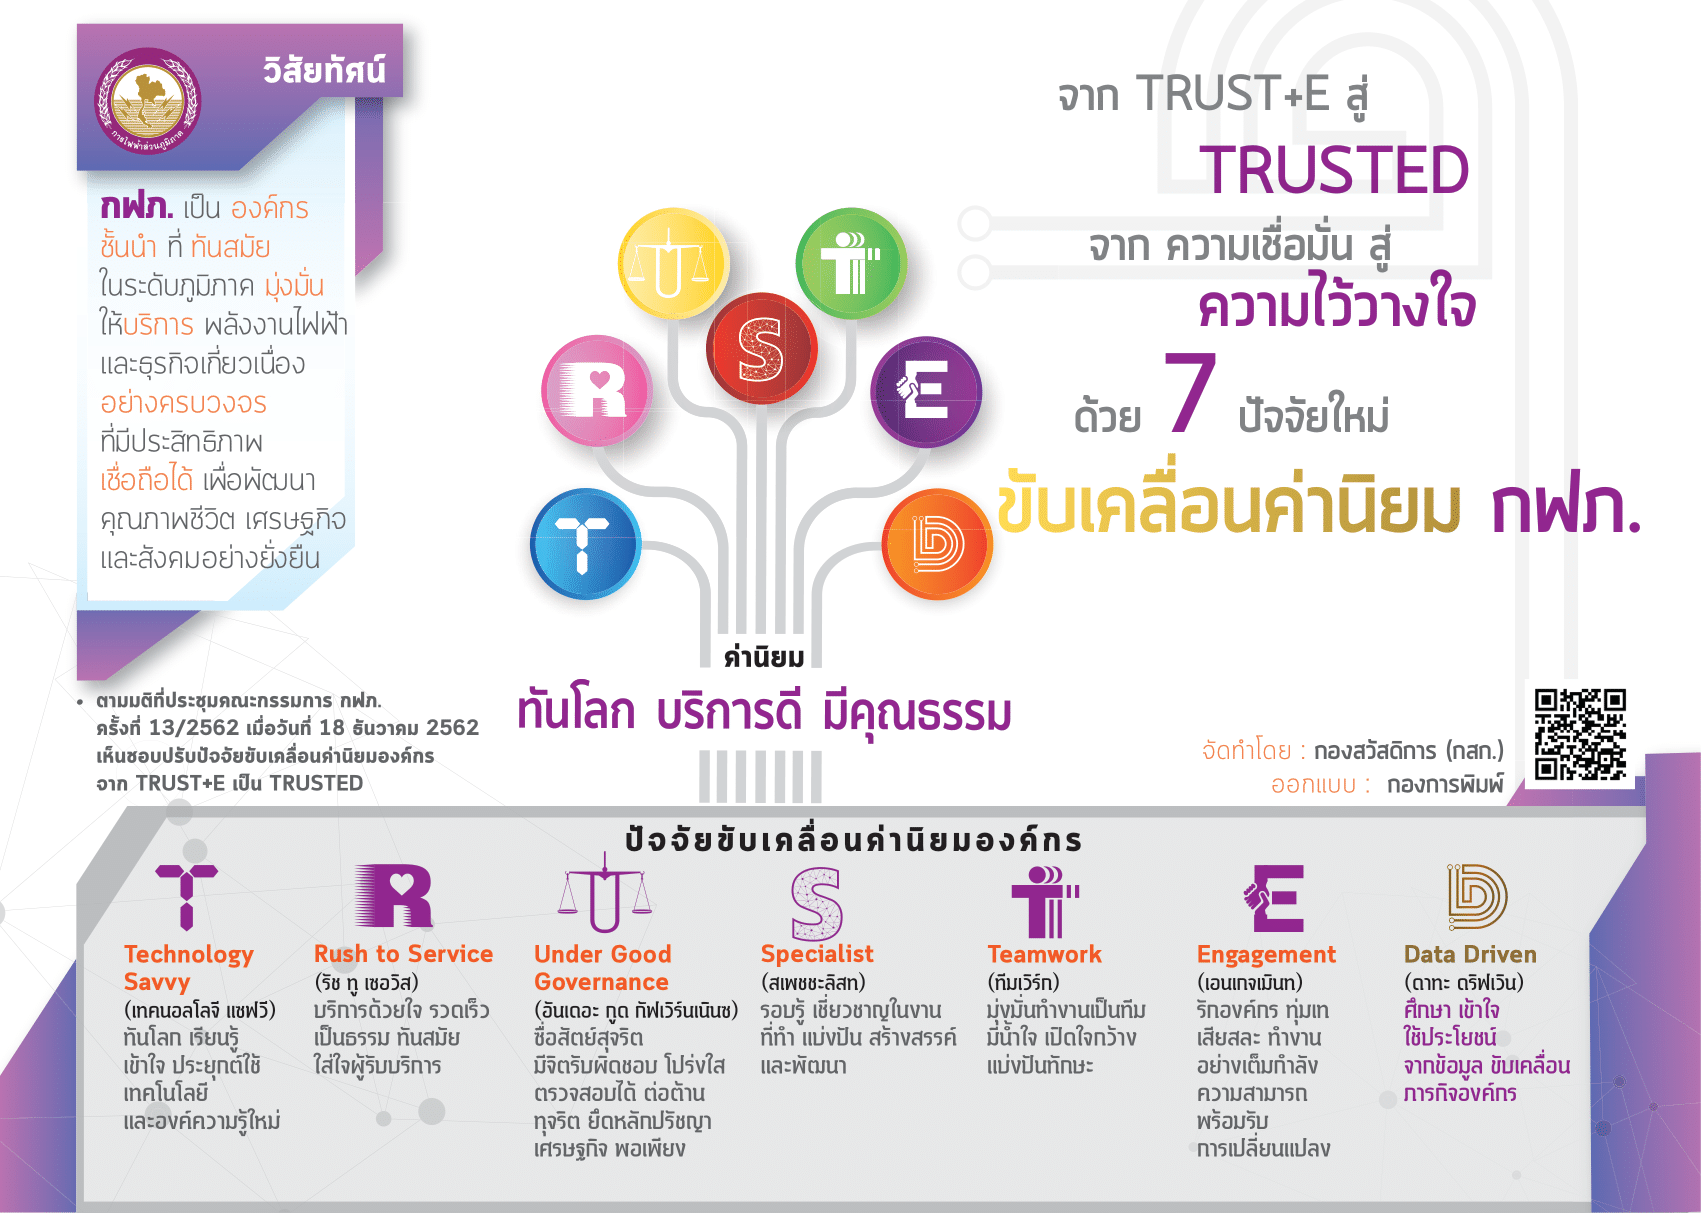 วิสัยทัศน์
การไฟฟ้าส่วนภูมิภาค
กฟภ. เป็น องค์กร
ชั้นนำ ที่ ทันสมัย
ในระดับภูมิภาค มุ่งมั่น
ให้บริการ พลังงานไฟฟ้า
และธุรกิจเกี่ยวเนื่อง
อย่างครบวงจร
ที่มีประสิทธิภาพ
เชื่อถือได้ เพื่อพัฒนา
คุณภาพชีวิต เศรษฐกิจ
และสังคมอย่างยั่งยืน
• ตามมติที่ประชุมคณะกรรมการ กฟภ.
ครั้งที่ 13/2562 เมื่อวันที่ 18 ธันวาคม 2562
เห็นชอบปรับปัจจัยขับเคลื่อนค่านิยมองค์กร
จาก TRUST+E เป็น TRUSTED
จาก TRUST+E สู่
TRUSTED
จาก ความเชื่อมั่น สู่
ความไว้วางใจ
ด้วย 7 ปัจจัยใหม่
ขับเคลื่อนค่านิยม กฟภ.
T R U S T E D
ค่านิยม
ทันโลก บริการดี มีคุณธรรม
จัดทำโดย : กองสวัสดิการ (กสก.)
ออกแบบ : กองการพิมพ์
ปัจจัยขับเคลื่อนค่านิยมองค์กร
T
Technology
Savvy
(เทคนอลโลจี แซฟวี)
ทันโลก เรียนรู้
เข้าใจ ประยุกต์ใช้
เทคโนโลยี
และองค์ความรู้ใหม่
R
Rush to Service
(รัช ทู เซอวิส)
บริการด้วยใจ รวดเร็ว
เป็นธรรม ทันสมัย
ใส่ใจผู้รับบริการ
U
Under Good
Governance
(อันเดอะ กูด กัฟเวิร์นเนินซ)
ซื่อสัตย์สุจริต
มีจิตรับผิดชอบ โปร่งใส
ตรวจสอบได้ ต่อต้าน
ทุจริต ยึดหลักปรัชญา
เศรษฐกิจ พอเพียง
S
Specialist
(สเพชชะลิสท)
รอบรู้ เชี่ยวชาญในงาน
ที่ทำ แบ่งปัน สร้างสรรค์
และพัฒนา
T
Teamwork
(ทีมเวิร์ก)
มุ่งมั่นทำงานเป็นทีม
มีน้ำใจ เปิดใจกว้าง
แบ่งปันทักษะ
E
Engagement
(เอนเกจเมินท)
รักองค์กร ทุ่มเท
เสียสละ ทำงาน
อย่างเต็มกำลัง
ความสามารถ
พร้อมรับ
การเปลี่ยนแปลง
D
Data Driven
(ดาทะ ดริฟเวิน)
ศึกษา เข้าใจ
ใช้ประโยชน์
จากข้อมูล ขับเคลื่อน
ภารกิจองค์กร